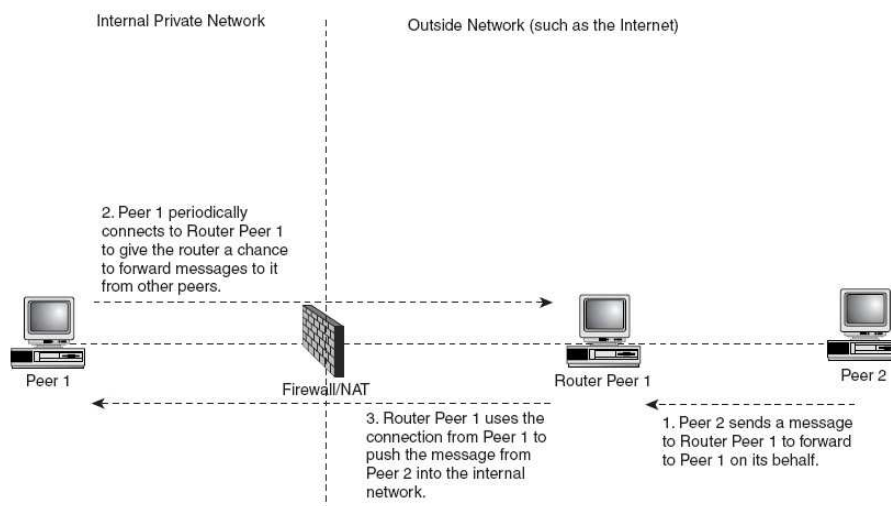 Internal Private Network
Outside Network (such as the Internet)
2. Peer 1 periodically
connects to Router Peer 1
to give the router a chance
to forward messages to it
from other peers.
Peer 1
Firewall/NAT
Router Peer 1
Peer 2
3. Router Peer 1 uses the
connection from Peer 1 to
push the message from
Peer 2 into the internal
network.
1. Peer 2 sends a message
to Router Peer 1 to forward
to Peer 1 on its behalf.